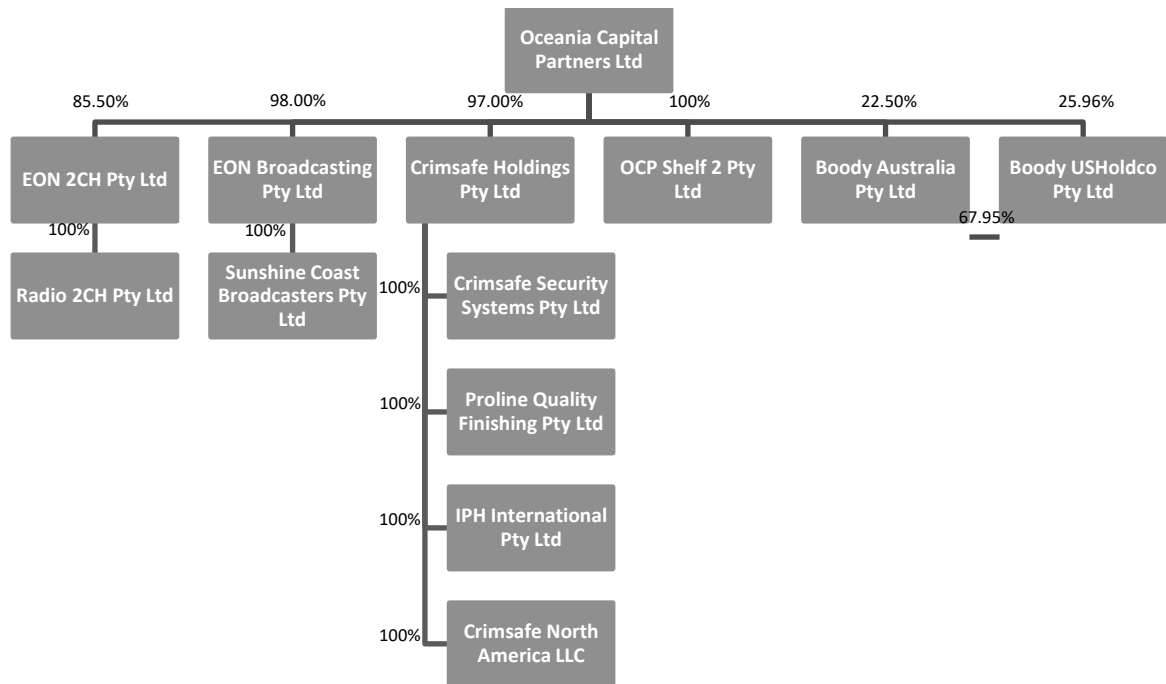 Oceania Capital
Partners Ltd
85.50%
98.00%
97.00%
100%
22.50%
25.96%
EON 2CH Pty Ltd
EON Broadcasting
Pty Ltd
Crimsafe Holdings
Pty Ltd
OCP Shelf 2 Pty
Ltd
Boody Australia
Pty Ltd
Boody USHoldco
Pty Ltd
67.95%
100%
100%
Radio 2CH Pty Ltd
Sunshine Coast
Broadcasters Pty
Ltd
100%
Crimsafe Security
Systems Pty Ltd
100%
Proline Quality
Finishing Pty Ltd
100%
IPH International
Pty Ltd
100%
Crimsafe North
America LLC